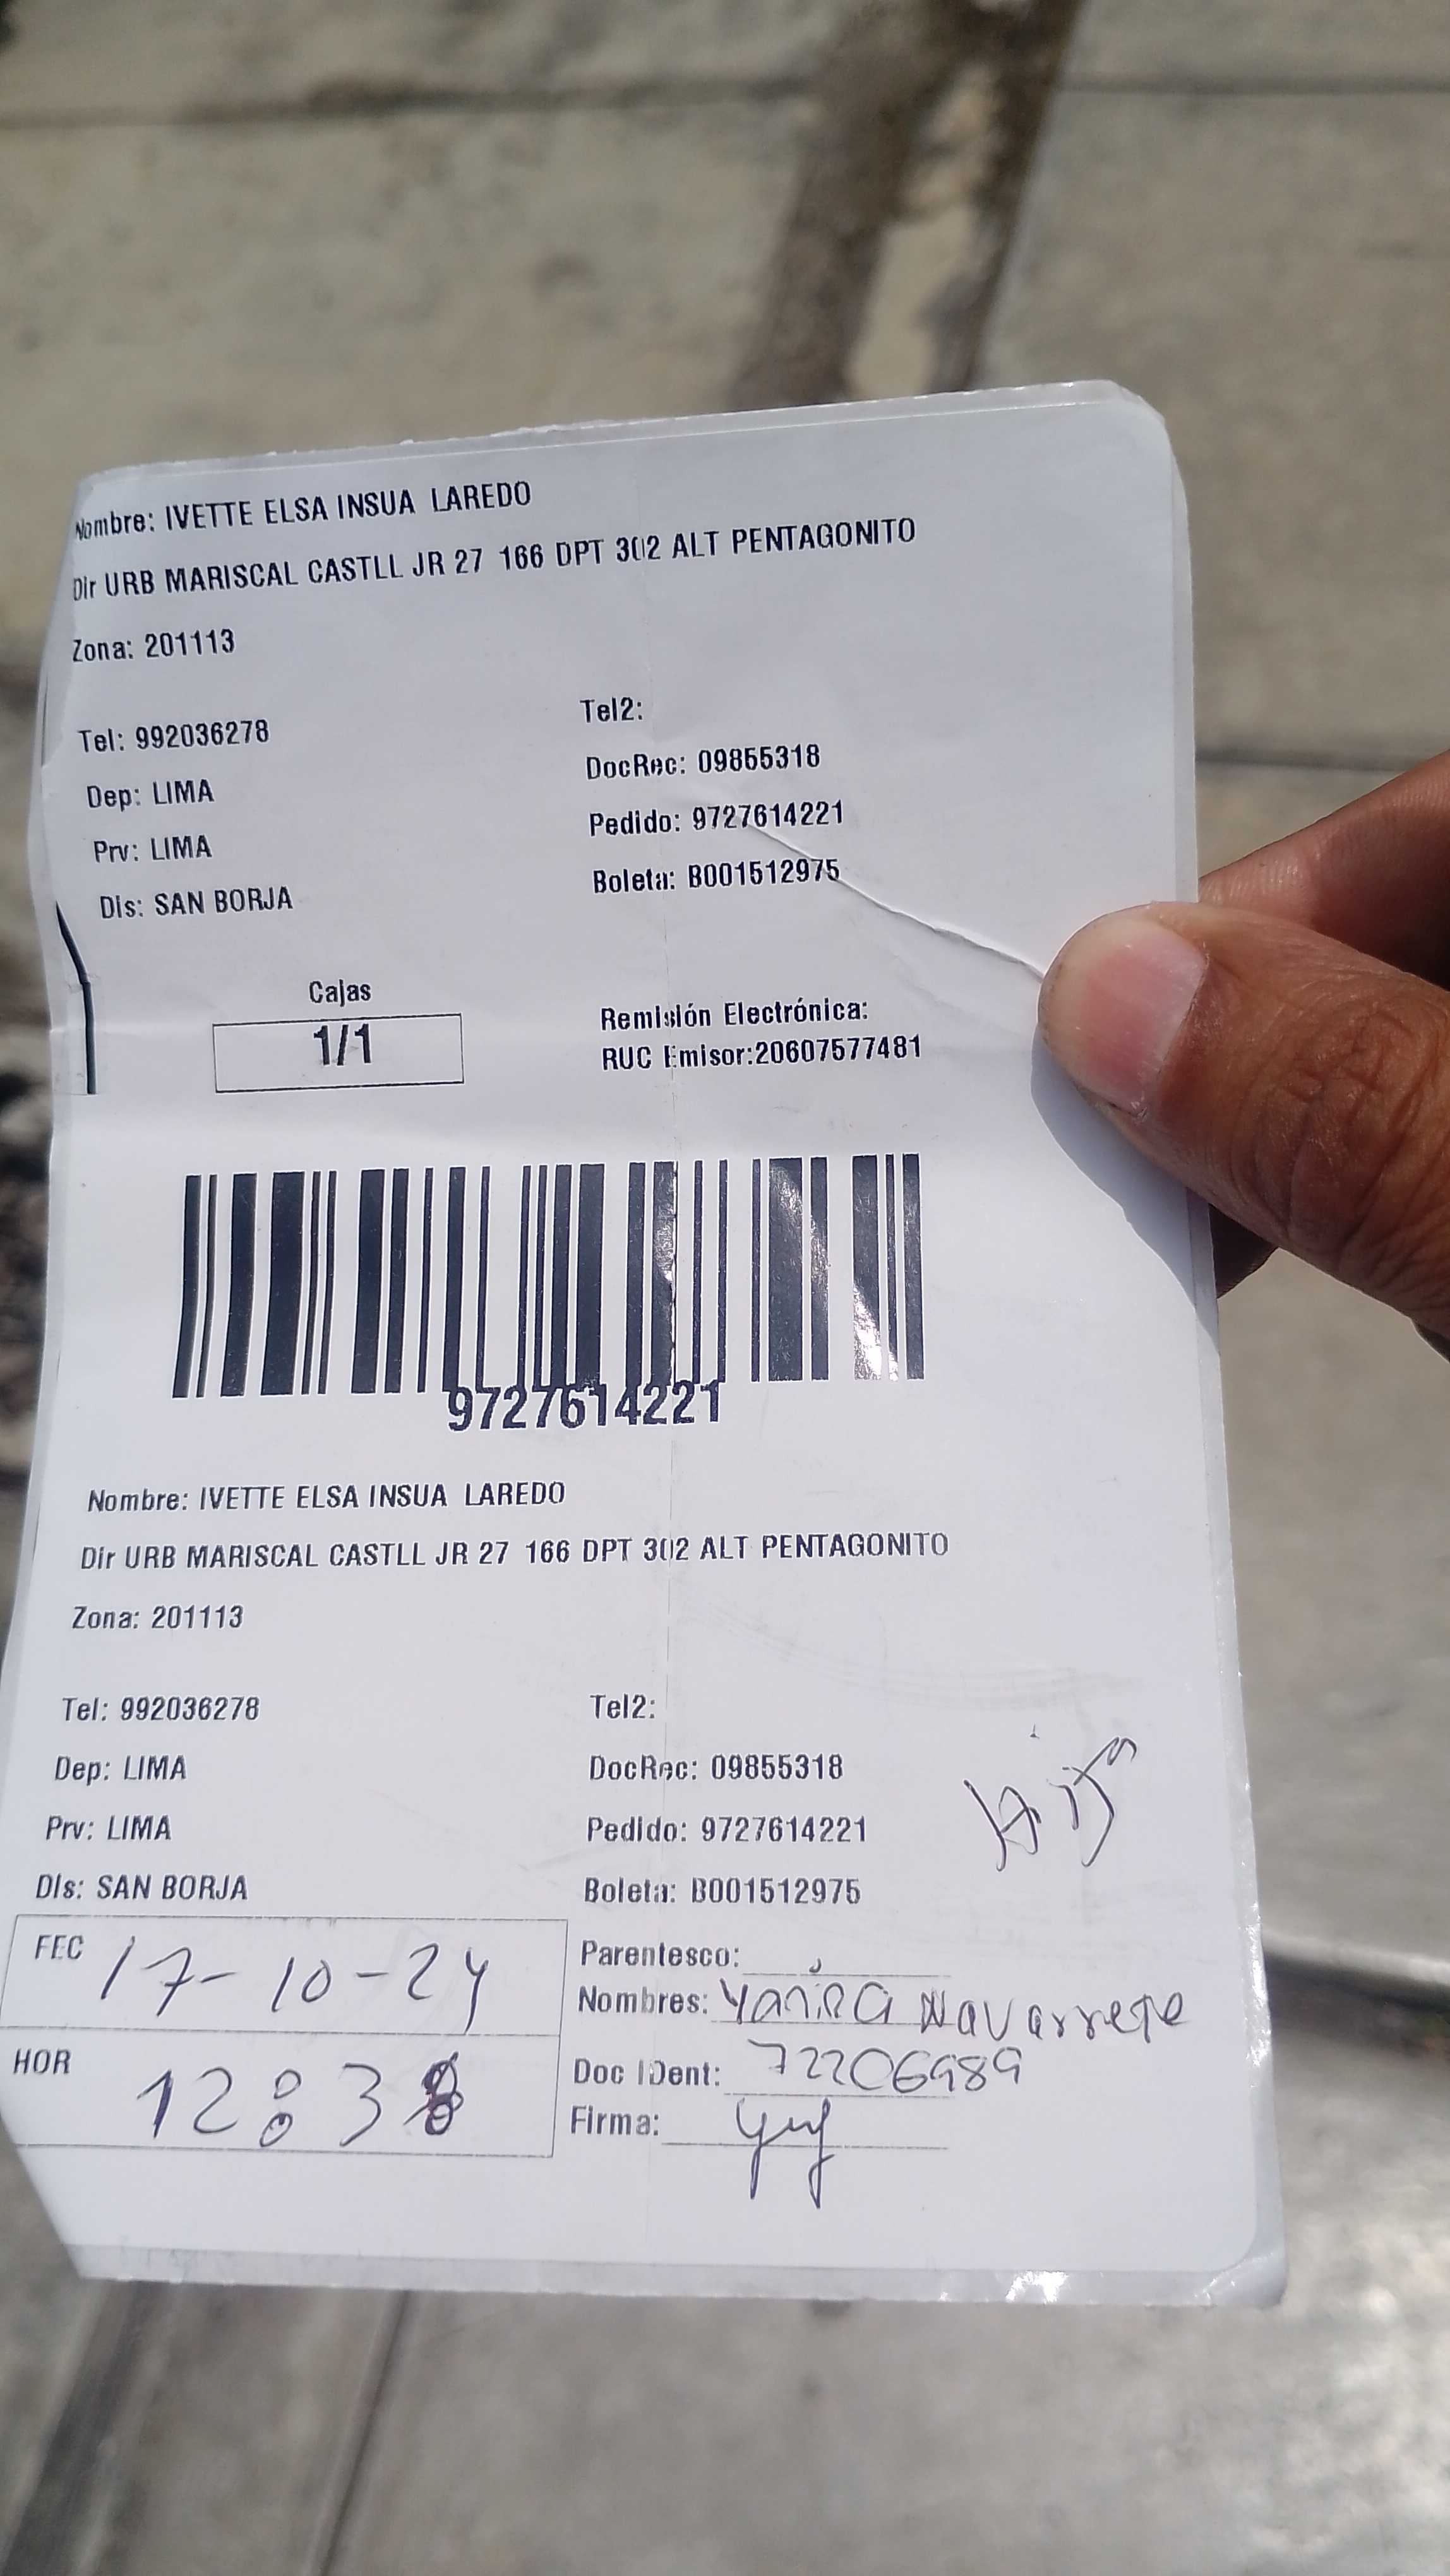 Nombre: IVETTE ELSA INSUA LAREDO
Dir URB MARISCAL CASTLL JR 27 166 DPT 302 ALT PENTAGONITO
Zona: 201113
Tel: 992036278 Tel2:
Dep: LIMA DocRec: 09855318
Prv: LIMA Pedido: 9727614221
Dis: SAN BORJA Boleta: B001512975
Cajas
1/1
Remisión Electrónica:
RUC Emisor:20607577481
9727614221
Nombre: IVETTE ELSA INSUA LAREDO
Dir URB MARISCAL CASTLL JR 27 166 DPT 302 ALT PENTAGONITO
Zona: 201113
Tel: 992036278 Tel2:
Dep: LIMA DocRec: 09855318
Prv: LIMA Pedido: 9727614221
Dis: SAN BORJA Boleta: B001512975
Hija
FEC 17-10-24
Parentesco:
Nombres: Yanira Navarrete
HOR 12:38
Doc IDent: 72206989
Firma: